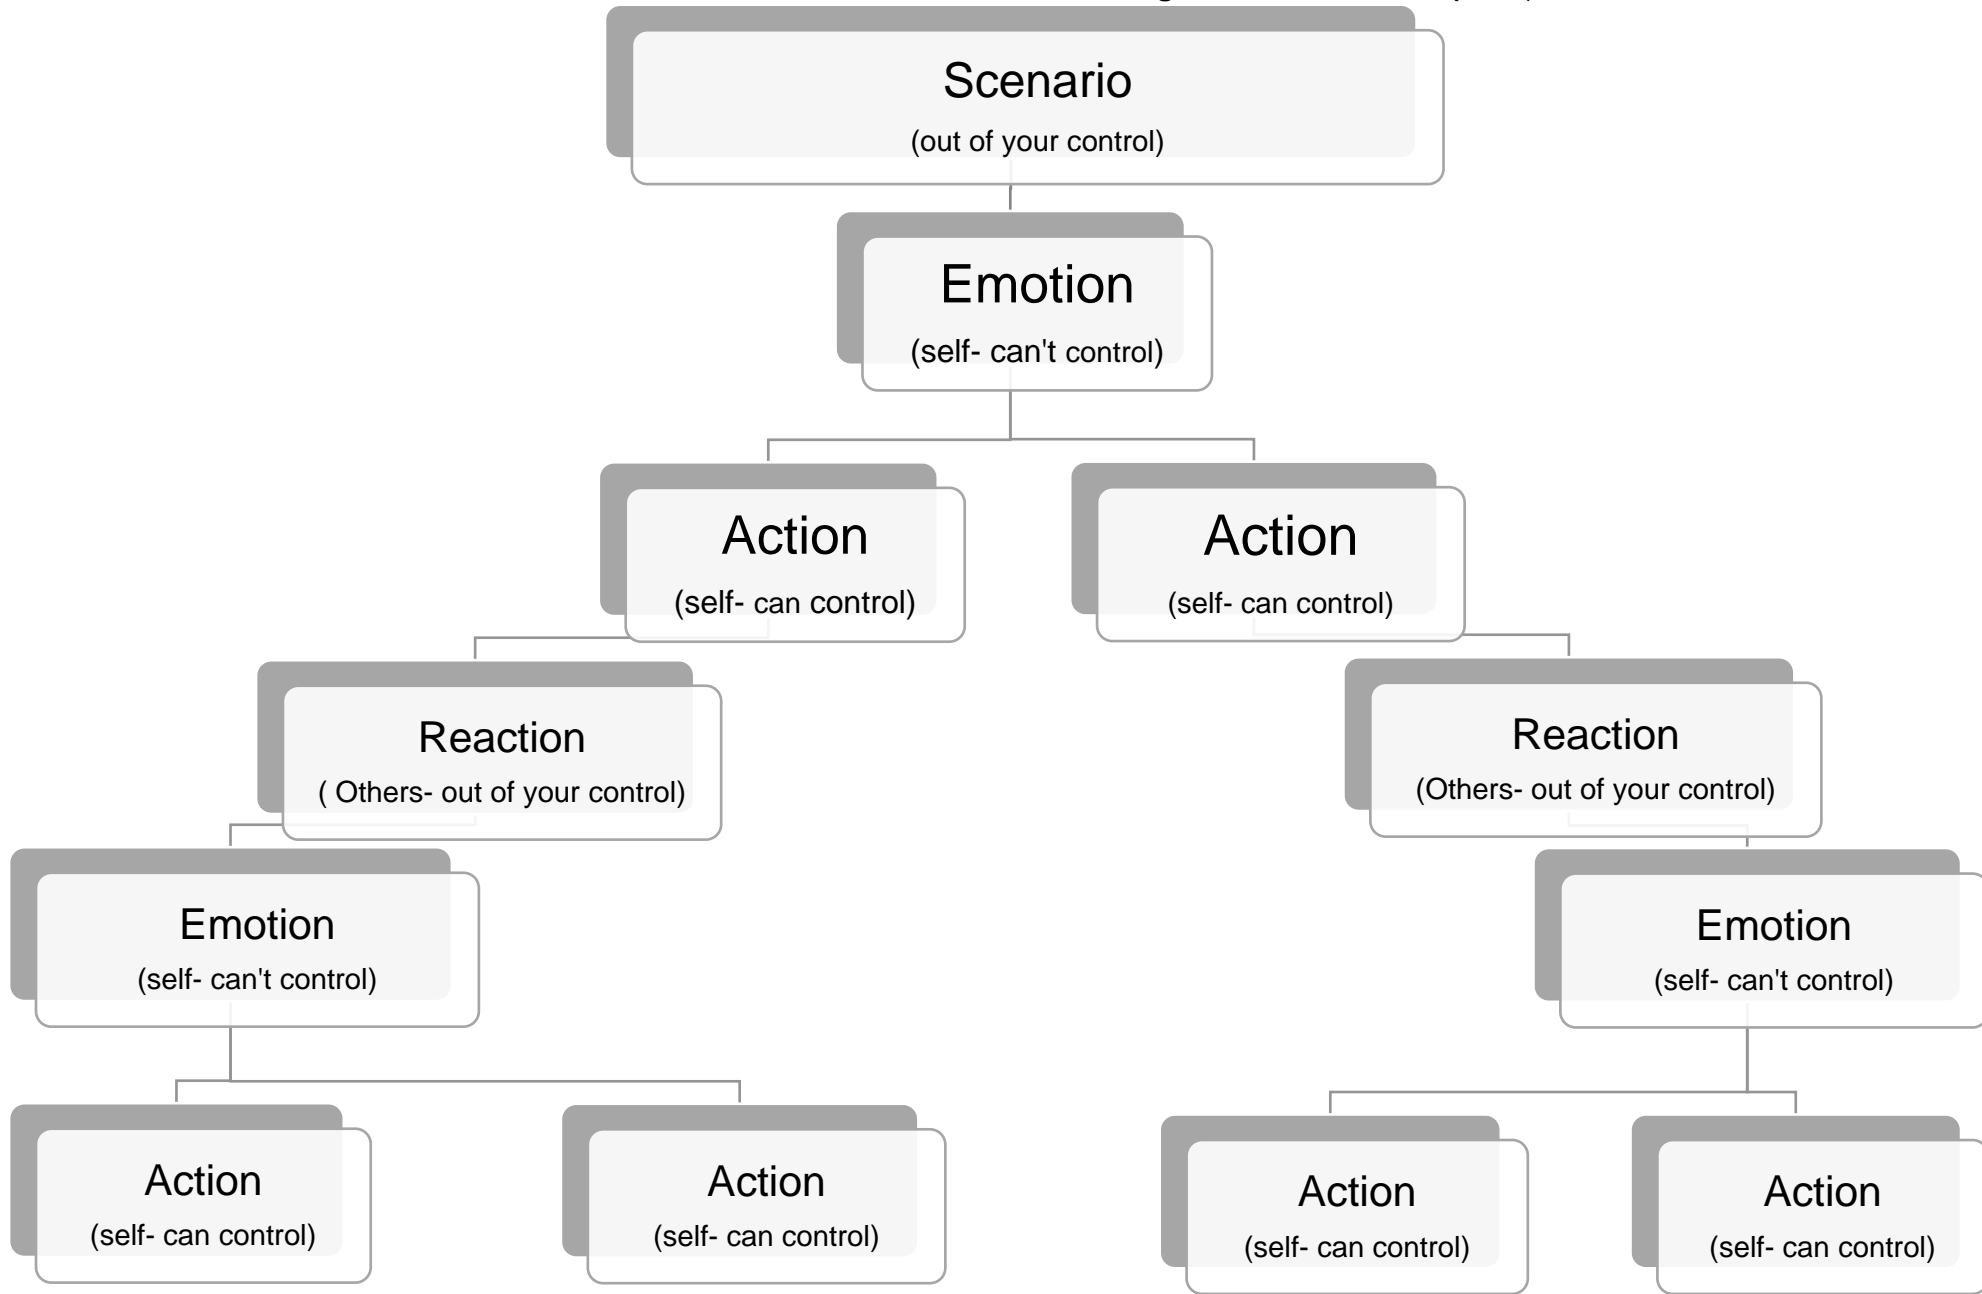 Scenario
(out of your control)
Emotion
(self- can't control)
Action
(self- can control)
Action
(self- can control)
Reaction
( Others- out of your control)
Reaction
(Others- out of your control)
Emotion
(self- can't control)
Emotion
(self- can't control)
Action
(self- can control)
Action
(self- can control)
Action
(self- can control)
Action
(self- can control)